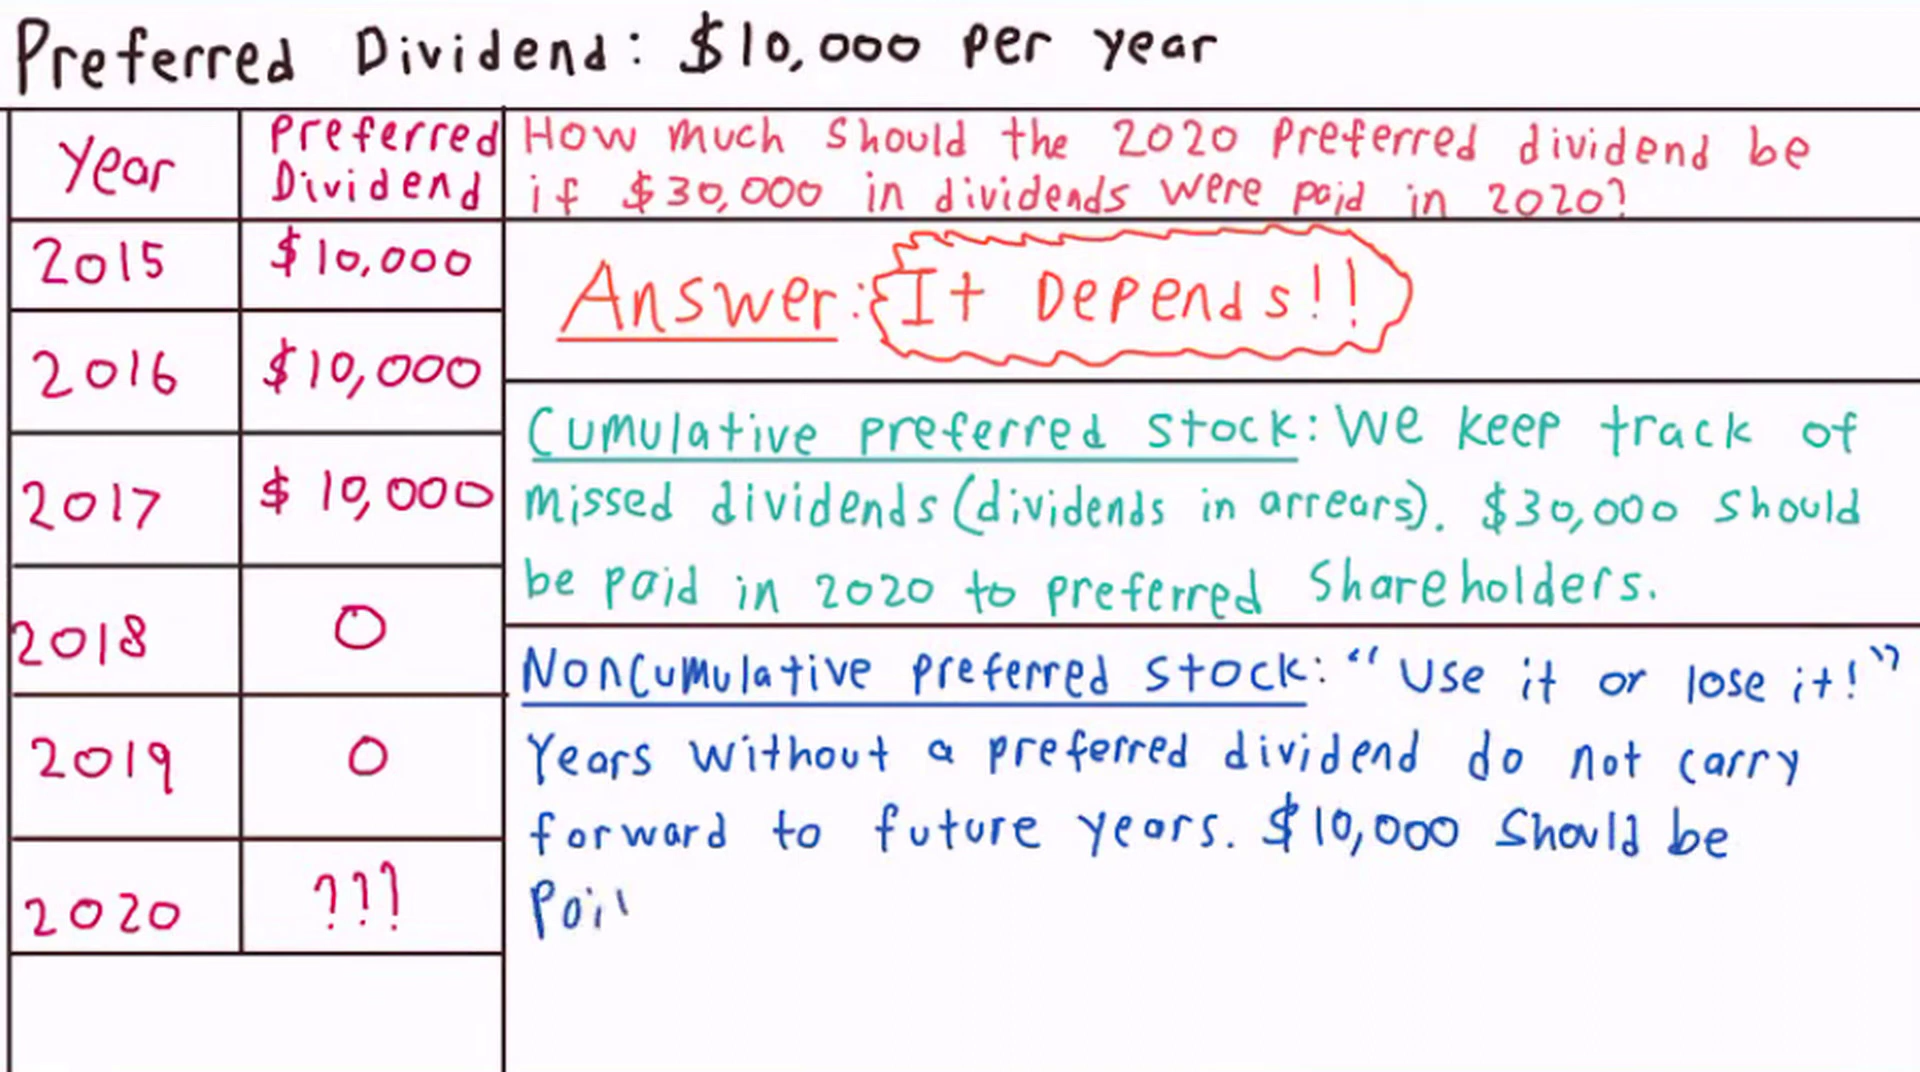 Preferred Dividend: $10,000 per year
Year
Preferred
Dividend
How much should the 2020 preferred dividend be
if $30,000 in dividends were paid in 2020?
2015 $10,000
Answer: It Depends!!
2016 $10,000
Cumulative preferred stock: We keep track of
2017 $10,000
missed dividends (dividends in arrears). $30,000 should
be paid in 2020 to preferred shareholders.
2018 0
Noncumulative preferred stock: "Use it or lose it!"
2019 0
Years without a preferred dividend do not carry
forward to future years. $10,000 should be
2020 ???